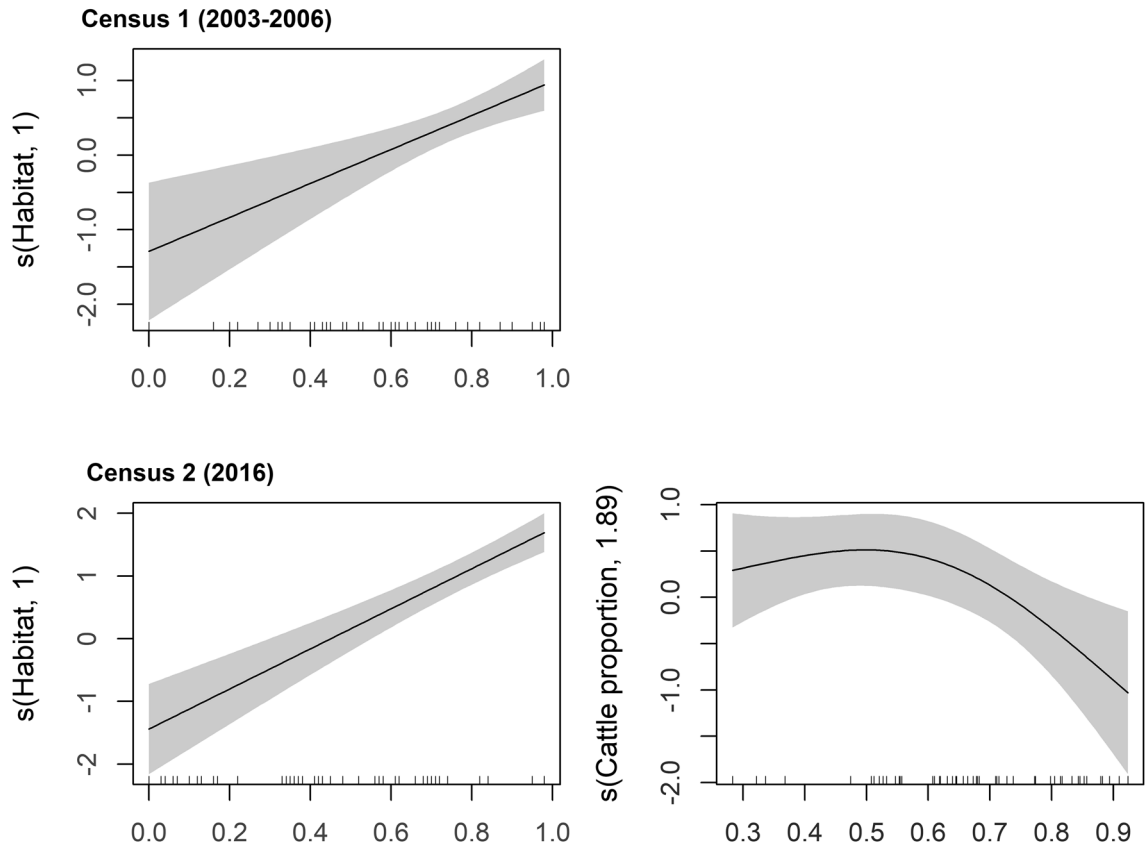 Census 1 (2003-2006)
s(Habitat, 1)
1.0
0.0
-1.0
-2.0
0.0 0.2 0.4 0.6 0.8 1.0
Census 2 (2016)
s(Habitat, 1)
2
1
0
-1
-2
0.0 0.2 0.4 0.6 0.8 1.0
s(Cattle proportion, 1.89)
1.0
0.0
-1.0
-2.0
0.3 0.4 0.5 0.6 0.7 0.8 0.9